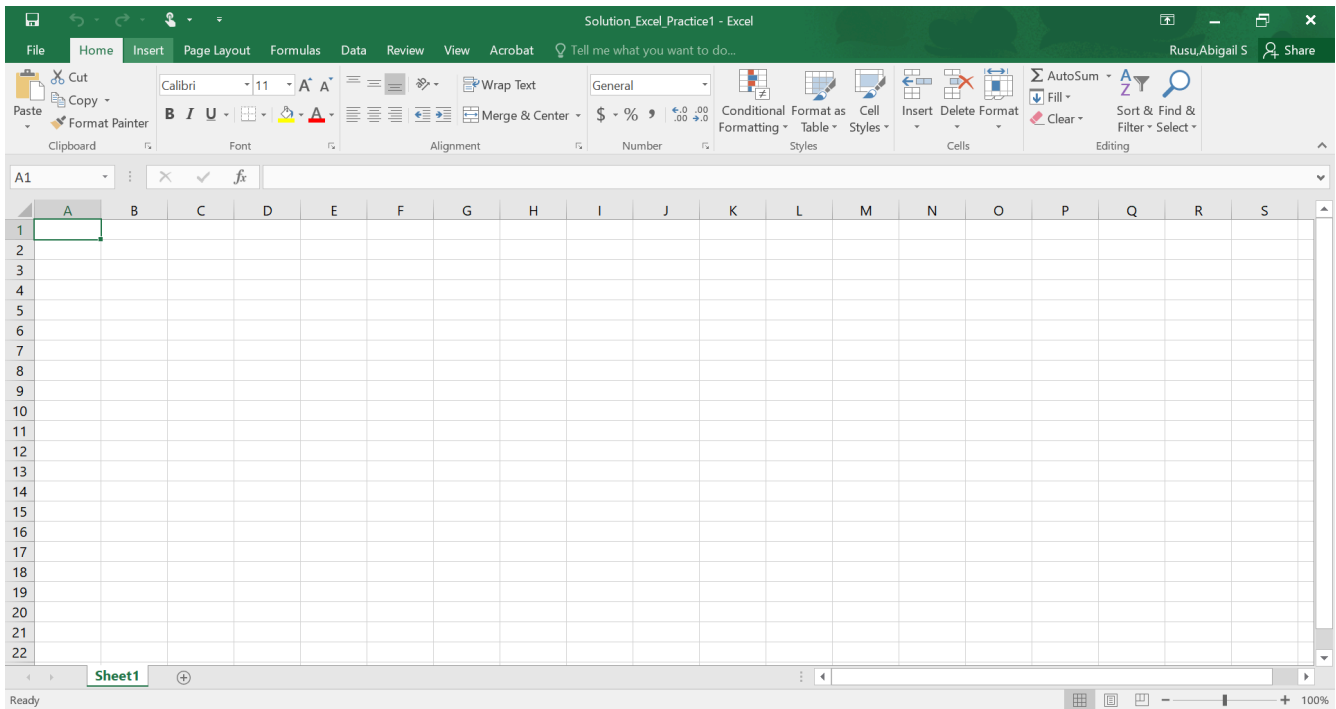 Solution_Excel_Practice1 - Excel
File Home Insert Page Layout Formulas Data Review View Acrobat Tell me what you want to do... Rusu,Abigail S Share
Cut Calibri 11 A A Wrap Text General Σ AutoSum A Z
Copy Fill
Paste B I U A Merge & Center $ % , .0 .00 .00 .0 Conditional Format as Cell Insert Delete Format Sort & Find &
Format Painter Formatting Table Styles Clear Filter Select
Clipboard Font Alignment Number Styles Cells Editing
A1 fx
A B C D E F G H I J K L M N O P Q R S
1
2
3
4
5
6
7
8
9
10
11
12
13
14
15
16
17
18
19
20
21
22
Sheet1
Ready 100%